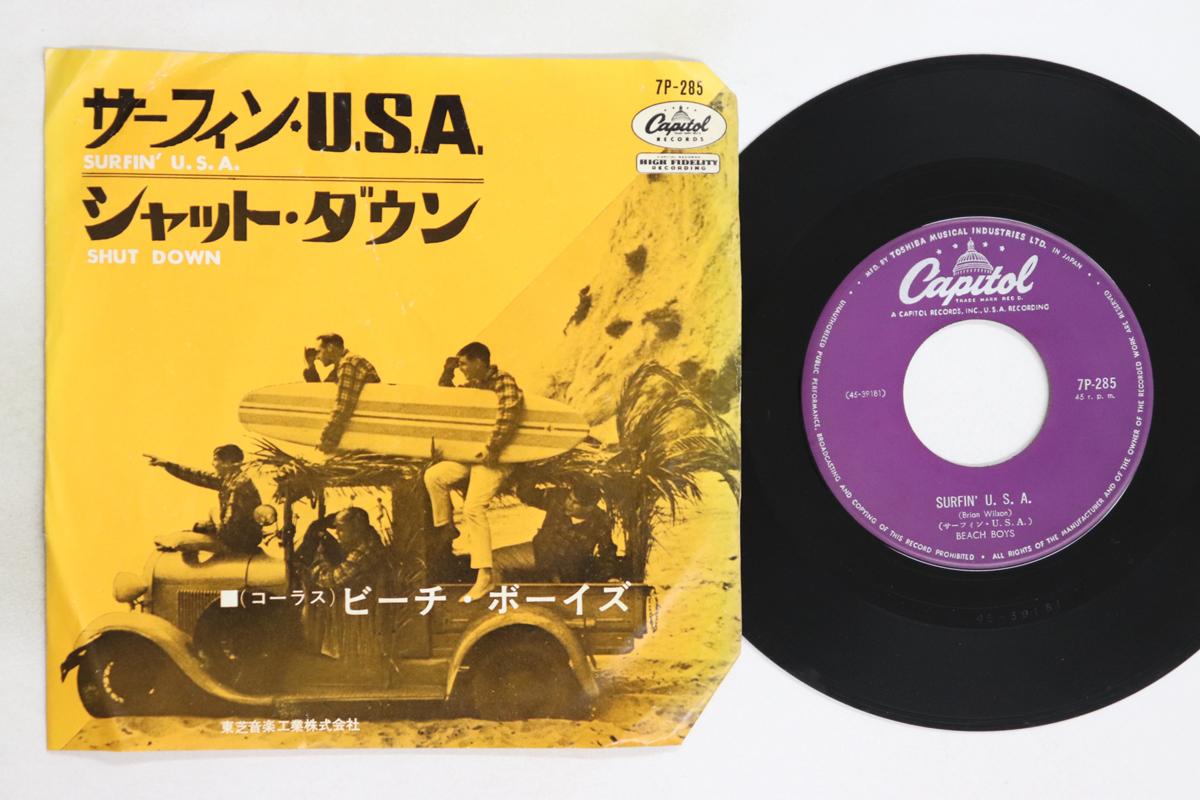 サーフィン・U.S.A.
SURFIN' U.S.A.
シャット・ダウン
SHUT DOWN
7P-285
Capitol
RECORDS
HIGH FIDELITY
RECORDING
■(コーラス)ビーチ・ボーイズ
東芝音楽工業株式会社
MFD. BY TOSHIBA MUSICAL INDUSTRIES LTD. IN JAPAN
Capitol
TRADE MARK REG'D.
A CAPITOL RECORDS, INC., U.S.A. RECORDING
(45-39181)
7P-285
45 r. p. m.
SURFIN' U. S. A.
(Brian Wilson)
(サーフィン・U.S.A.)
BEACH BOYS
UNAUTHORIZED PUBLIC PERFORMANCE, BROADCASTING AND COPYING OF THIS RECORD PROHIBITED • ALL RIGHTS OF THE MANUFACTURER AND OF THE OWNER OF THE RECORDED WORK ARE RESERVED
45-39181